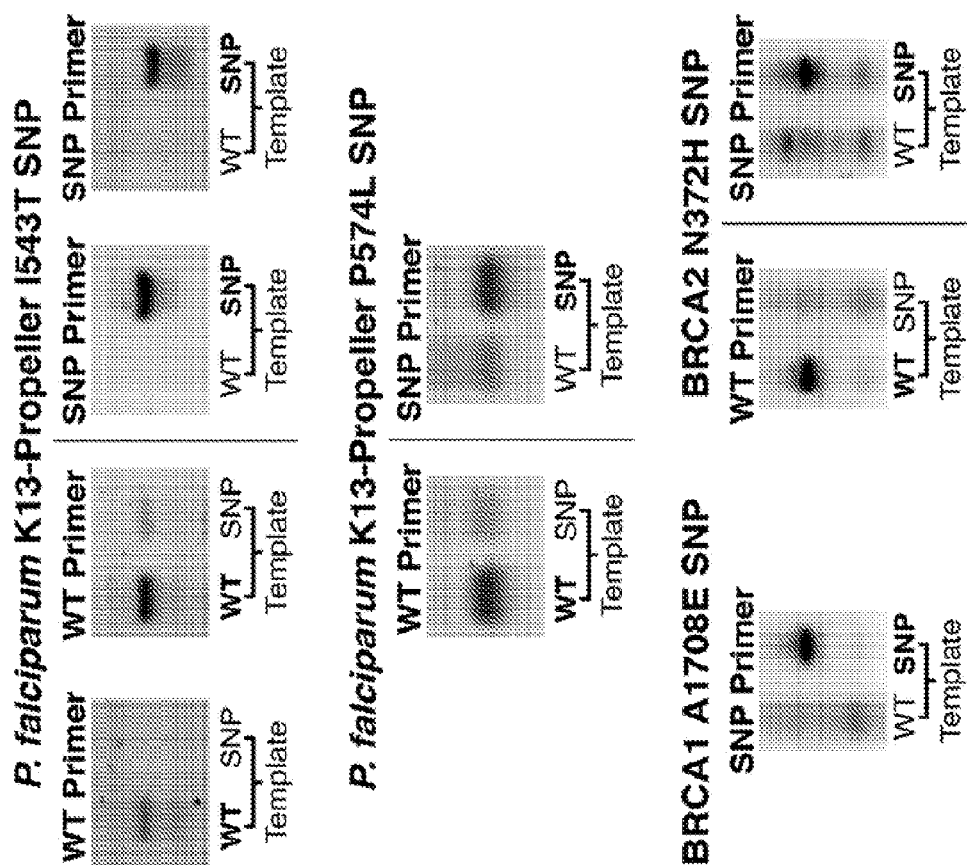 P. falciparum K13-Propeller I543T SNP
WT Primer
WT Primer
SNP Primer
SNP Primer
WT SNP
WT SNP
WT SNP
WT SNP
Template
Template
Template
Template
P. falciparum K13-Propeller P574L SNP
WT Primer
SNP Primer
WT SNP
WT SNP
Template
Template
BRCA1 A1708E SNP
SNP Primer
WT SNP
Template
BRCA2 N372H SNP
WT Primer
SNP Primer
WT SNP
WT SNP
Template
Template